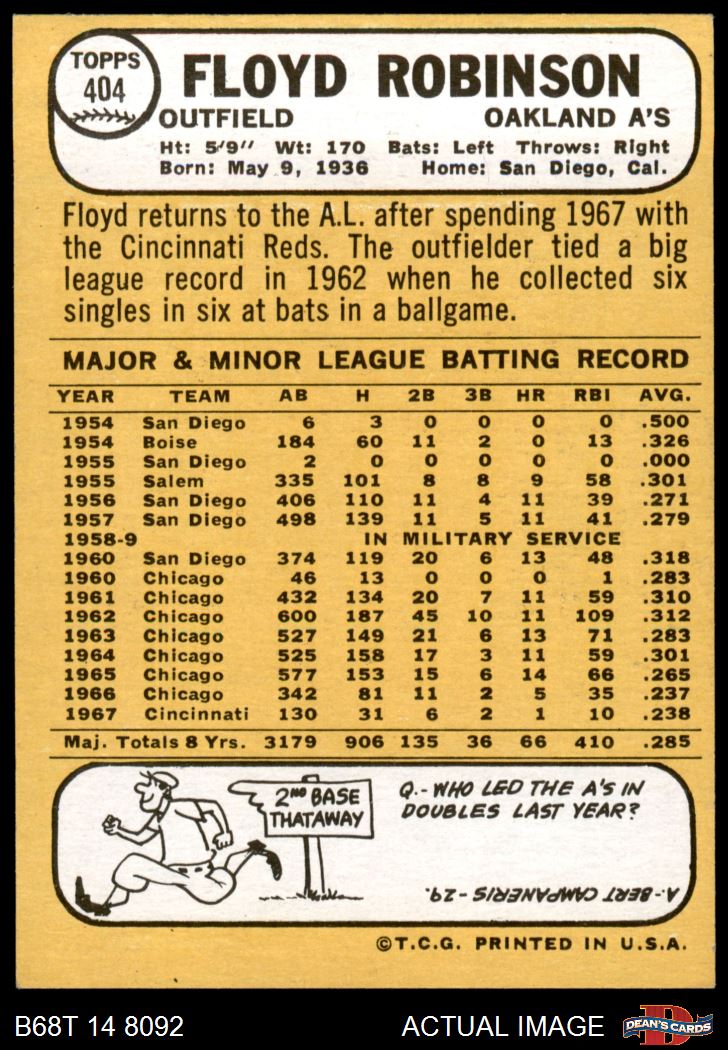 TOPPS
404
FLOYD ROBINSON
OUTFIELD OAKLAND A'S
Ht: 5'9" Wt: 170 Bats: Left Throws: Right
Born: May 9, 1936 Home: San Diego, Cal.
Floyd returns to the A.L. after spending 1967 with
the Cincinnati Reds. The outfielder tied a big
league record in 1962 when he collected six
singles in six at bats in a ballgame.
MAJOR & MINOR LEAGUE BATTING RECORD
YEAR TEAM AB H 2B 3B HR RBI AVG.
1954 San Diego 6 3 0 0 0 0 .500
1954 Boise 184 60 11 2 0 13 .326
1955 San Diego 2 0 0 0 0 0 .000
1955 Salem 335 101 8 8 9 58 .301
1956 San Diego 406 110 11 4 11 39 .271
1957 San Diego 498 139 11 5 11 41 .279
1958-9 IN MILITARY SERVICE
1960 San Diego 374 119 20 6 13 48 .318
1960 Chicago 46 13 0 0 0 1 .283
1961 Chicago 432 134 20 7 11 59 .310
1962 Chicago 600 187 45 10 11 109 .312
1963 Chicago 527 149 21 6 13 71 .283
1964 Chicago 525 158 17 3 11 59 .301
1965 Chicago 577 153 15 6 14 66 .265
1966 Chicago 342 81 11 2 5 35 .237
1967 Cincinnati 130 31 6 2 1 10 .238
Maj. Totals 8 Yrs. 3179 906 135 36 66 410 .285
2ND BASE
THATAWAY
Q.- WHO LED THE A'S IN
DOUBLES LAST YEAR?
A.- BERT CAMPANERIS - 29.
©T.C.G. PRINTED IN U.S.A.
B68T 14 8092 ACTUAL IMAGE
D
DEAN'S CARDS